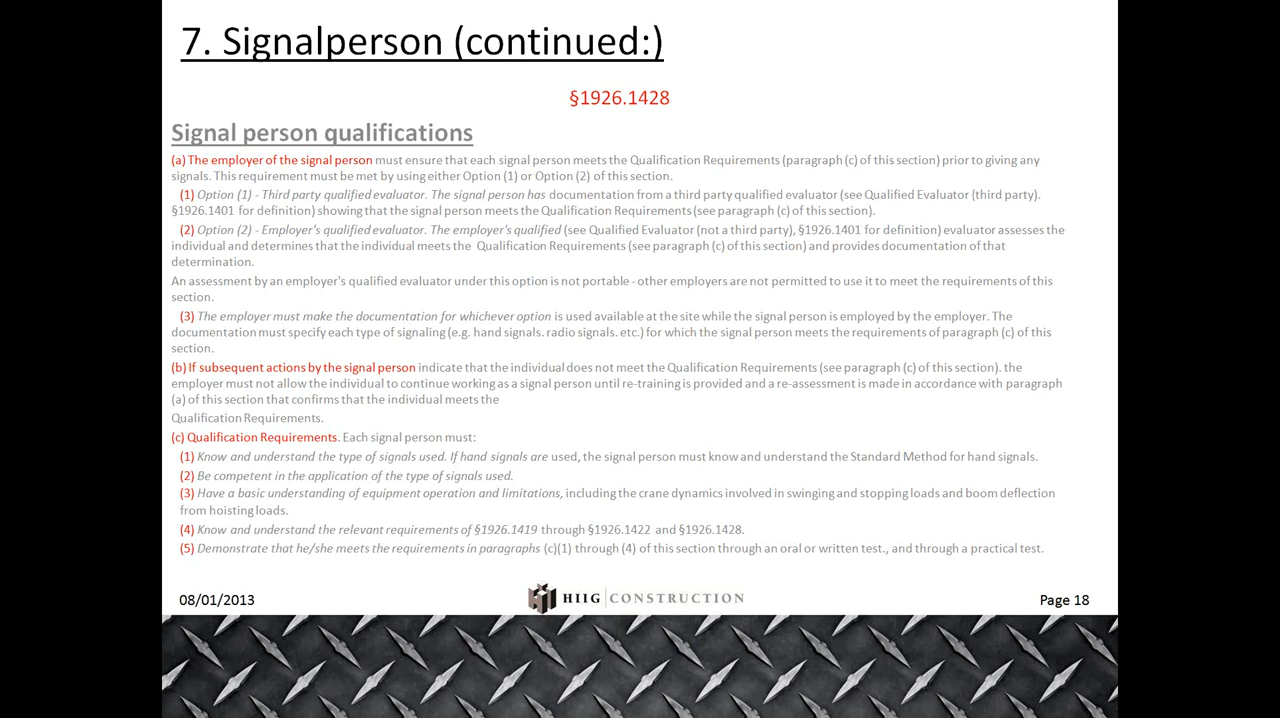 7. Signalperson (continued:)
§1926.1428
Signal person qualifications
(a) The employer of the signal person must ensure that each signal person meets the Qualification Requirements (paragraph (c) of this section) prior to giving any
signals. This requirement must be met by using either Option (1) or Option (2) of this section.
(1) Option (1) - Third party qualified evaluator. The signal person has documentation from a third party qualified evaluator (see Qualified Evaluator (third party).
§1926.1401 for definition) showing that the signal person meets the Qualification Requirements (see paragraph (c) of this section).
(2) Option (2) - Employer's qualified evaluator. The employer's qualified (see Qualified Evaluator (not a third party), §1926.1401 for definition) evaluator assesses the
individual and determines that the individual meets the Qualification Requirements (see paragraph (c) of this section) and provides documentation of that
determination.
An assessment by an employer's qualified evaluator under this option is not portable - other employers are not permitted to use it to meet the requirements of this
section.
(3) The employer must make the documentation for whichever option is used available at the site while the signal person is employed by the employer. The
documentation must specify each type of signaling (e.g. hand signals. radio signals. etc.) for which the signal person meets the requirements of paragraph (c) of this
section.
(b) If subsequent actions by the signal person indicate that the individual does not meet the Qualification Requirements (see paragraph (c) of this section). the
employer must not allow the individual to continue working as a signal person until re-training is provided and a re-assessment is made in accordance with paragraph
(a) of this section that confirms that the individual meets the
Qualification Requirements.
(c) Qualification Requirements. Each signal person must:
(1) Know and understand the type of signals used. If hand signals are used, the signal person must know and understand the Standard Method for hand signals.
(2) Be competent in the application of the type of signals used.
(3) Have a basic understanding of equipment operation and limitations, including the crane dynamics involved in swinging and stopping loads and boom deflection
from hoisting loads.
(4) Know and understand the relevant requirements of §1926.1419 through §1926.1422 and §1926.1428.
(5) Demonstrate that he/she meets the requirements in paragraphs (c)(1) through (4) of this section through an oral or written test., and through a practical test.
08/01/2013
HIIG CONSTRUCTION
Page 18